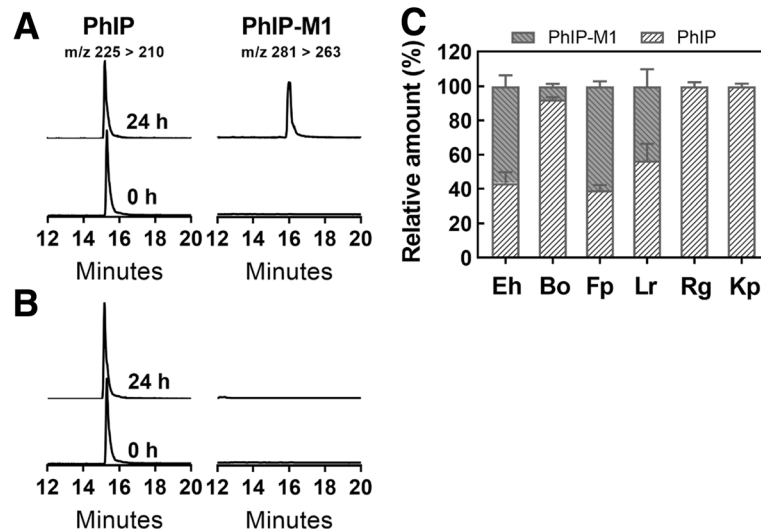 A
PhIP
PhIP-M1
m/z 225 > 210
m/z 281 > 263
24 h
0 h
12 14 16 18 20
12 14 16 18 20
Minutes
Minutes
B
24 h
0 h
12 14 16 18 20
12 14 16 18 20
Minutes
Minutes
C
PhIP-M1
PhIP
Relative amount (%)
120
100
80
60
40
20
0
Eh Bo Fp Lr Rg Kp